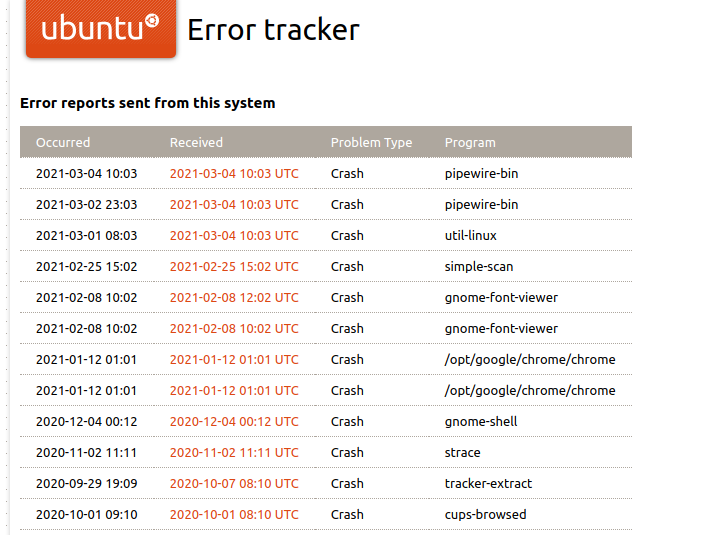 ubuntu Error tracker
Error reports sent from this system
Occurred Received Problem Type Program
2021-03-04 10:03 2021-03-04 10:03 UTC Crash pipewire-bin
2021-03-02 23:03 2021-03-04 10:03 UTC Crash pipewire-bin
2021-03-01 08:03 2021-03-04 10:03 UTC Crash util-linux
2021-02-25 15:02 2021-02-25 15:02 UTC Crash simple-scan
2021-02-08 10:02 2021-02-08 12:02 UTC Crash gnome-font-viewer
2021-02-08 10:02 2021-02-08 10:02 UTC Crash gnome-font-viewer
2021-01-12 01:01 2021-01-12 01:01 UTC Crash /opt/google/chrome/chrome
2021-01-12 01:01 2021-01-12 01:01 UTC Crash /opt/google/chrome/chrome
2020-12-04 00:12 2020-12-04 00:12 UTC Crash gnome-shell
2020-11-02 11:11 2020-11-02 11:11 UTC Crash strace
2020-09-29 19:09 2020-10-07 08:10 UTC Crash tracker-extract
2020-10-01 09:10 2020-10-01 08:10 UTC Crash cups-browsed